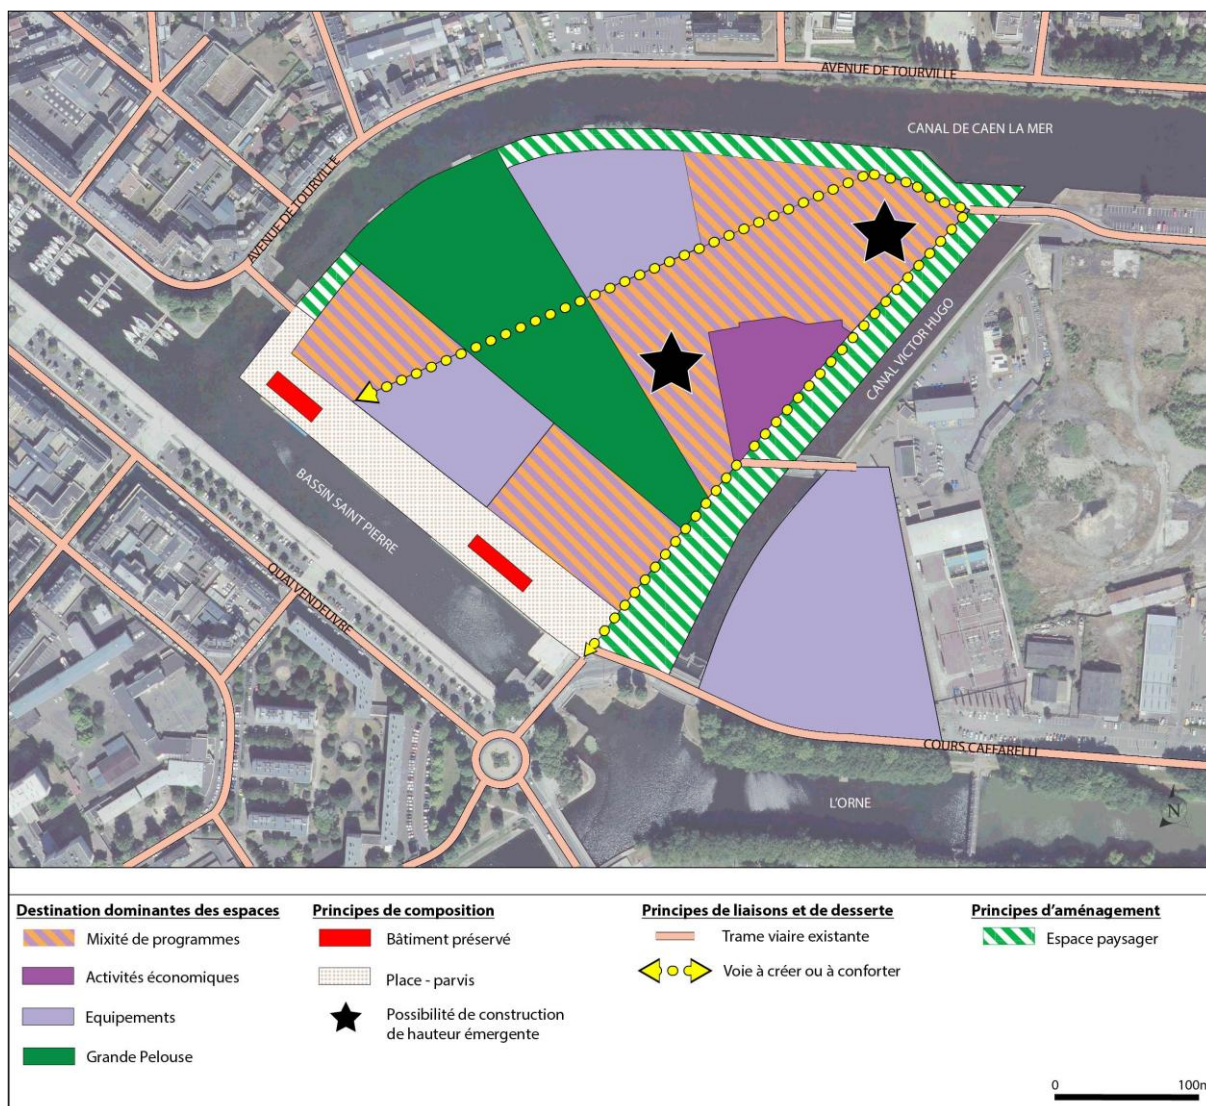 AVENUE DE TOURVILLE
CANAL DE CAEN LA MER
AVENUE DE TOURVILLE
CANAL VICTOR HUGO
BASSIN SAINT PIERRE
QUAI VENDEUVRE
COURS CAFFARELLI
L'ORNE
N
Destination dominantes des espaces
Mixité de programmes
Activités économiques
Equipements
Grande Pelouse
Principes de composition
Bâtiment préservé
Place - parvis
Possibilité de construction
de hauteur émergente
Principes de liaisons et de desserte
Trame viaire existante
Voie à créer ou à conforter
Principes d'aménagement
Espace paysager
0 100m